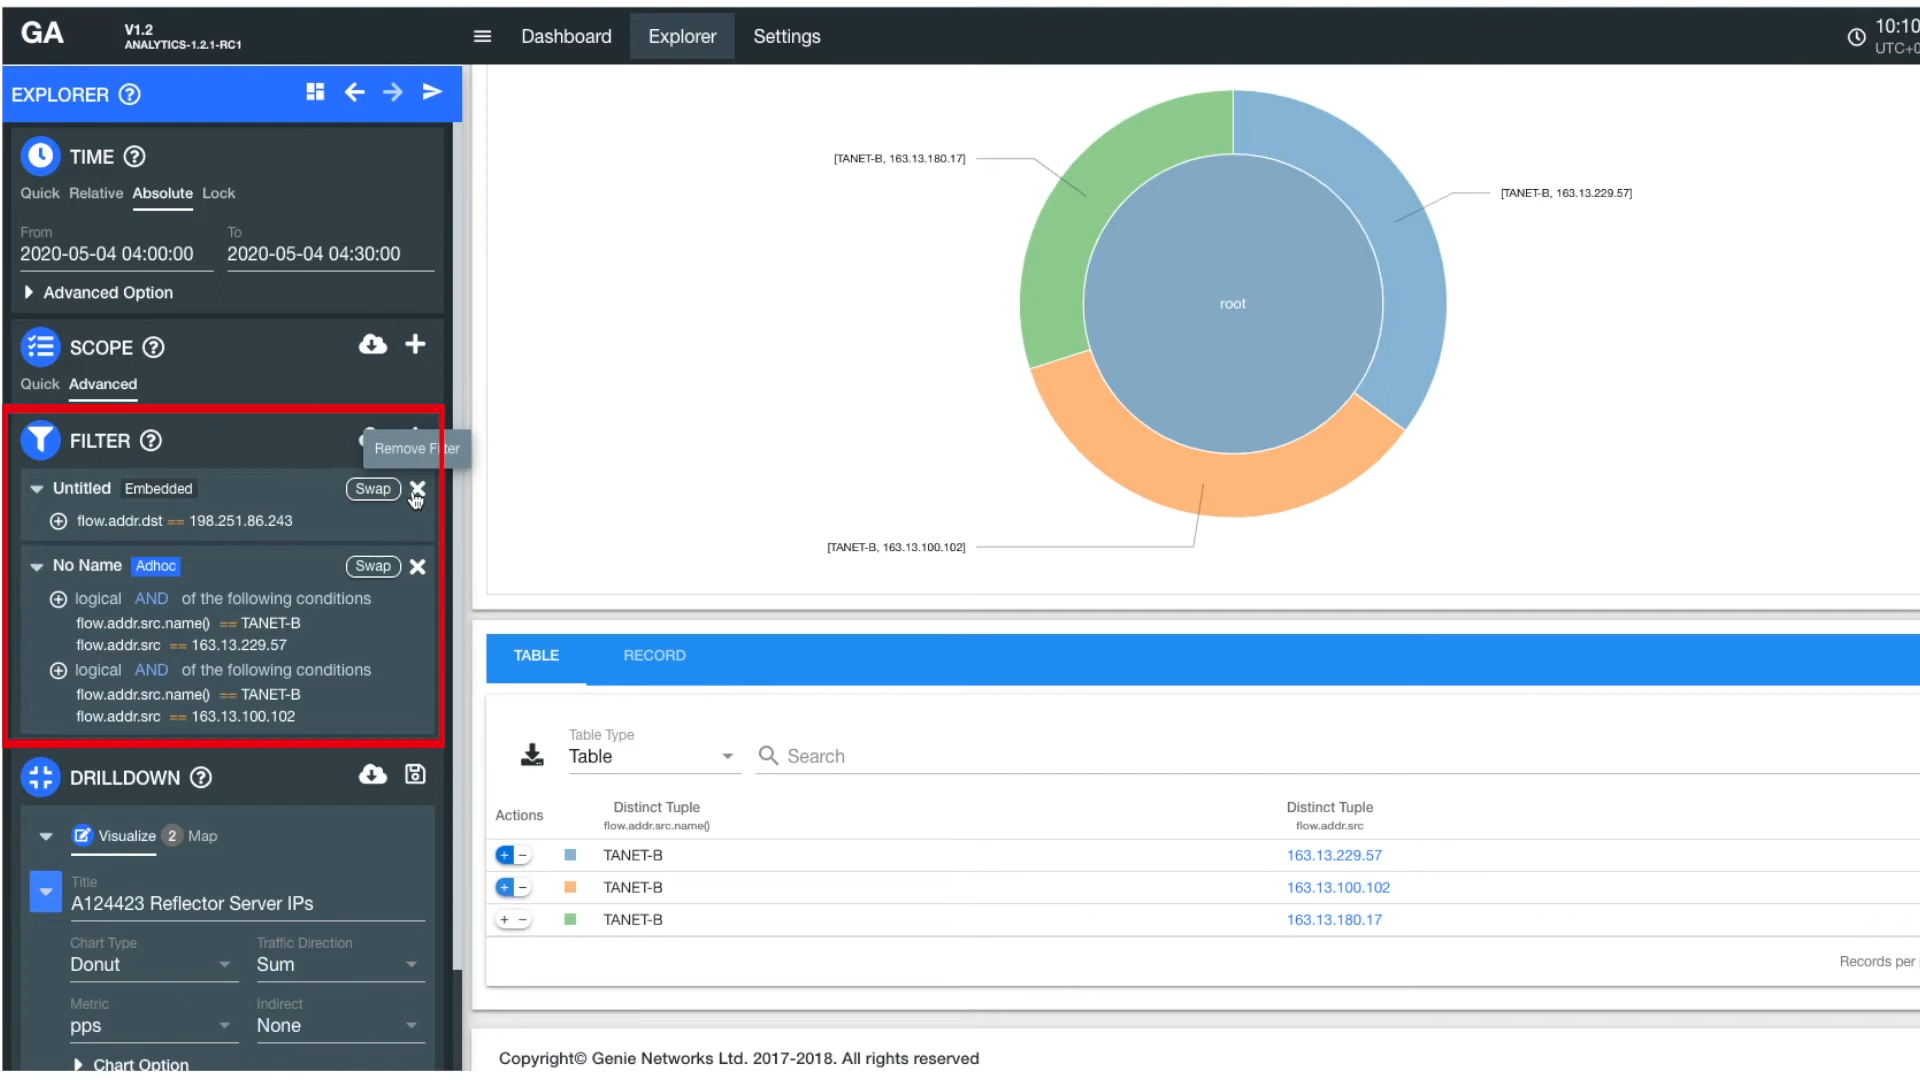 GA
V1.2
ANALYTICS-1.2.1-RC1
Dashboard
Explorer
Settings
10:10
UTC+0
EXPLORER
TIME
Quick Relative Absolute Lock
From To
2020-05-04 04:00:00 2020-05-04 04:30:00
Advanced Option
SCOPE
Quick Advanced
FILTER
Remove Filter
Untitled Embedded Swap
flow.addr.dst == 198.251.86.243
No Name Adhoc Swap
logical AND of the following conditions
flow.addr.src.name() == TANET-B
flow.addr.src == 163.13.229.57
logical AND of the following conditions
flow.addr.src.name() == TANET-B
flow.addr.src == 163.13.100.102
DRILLDOWN
Visualize 2 Map
Title
A124423 Reflector Server IPs
Chart Type Traffic Direction
Donut Sum
Metric Indirect
pps None
Chart Option
[TANET-B, 163.13.180.17]
[TANET-B, 163.13.229.57]
root
[TANET-B, 163.13.100.102]
TABLE RECORD
Table Type
Table
Search
Actions
Distinct Tuple
flow.addr.src.name()
Distinct Tuple
flow.addr.src
+ − TANET-B 163.13.229.57
+ − TANET-B 163.13.100.102
+ − TANET-B 163.13.180.17
Records per
Copyright© Genie Networks Ltd. 2017-2018. All rights reserved